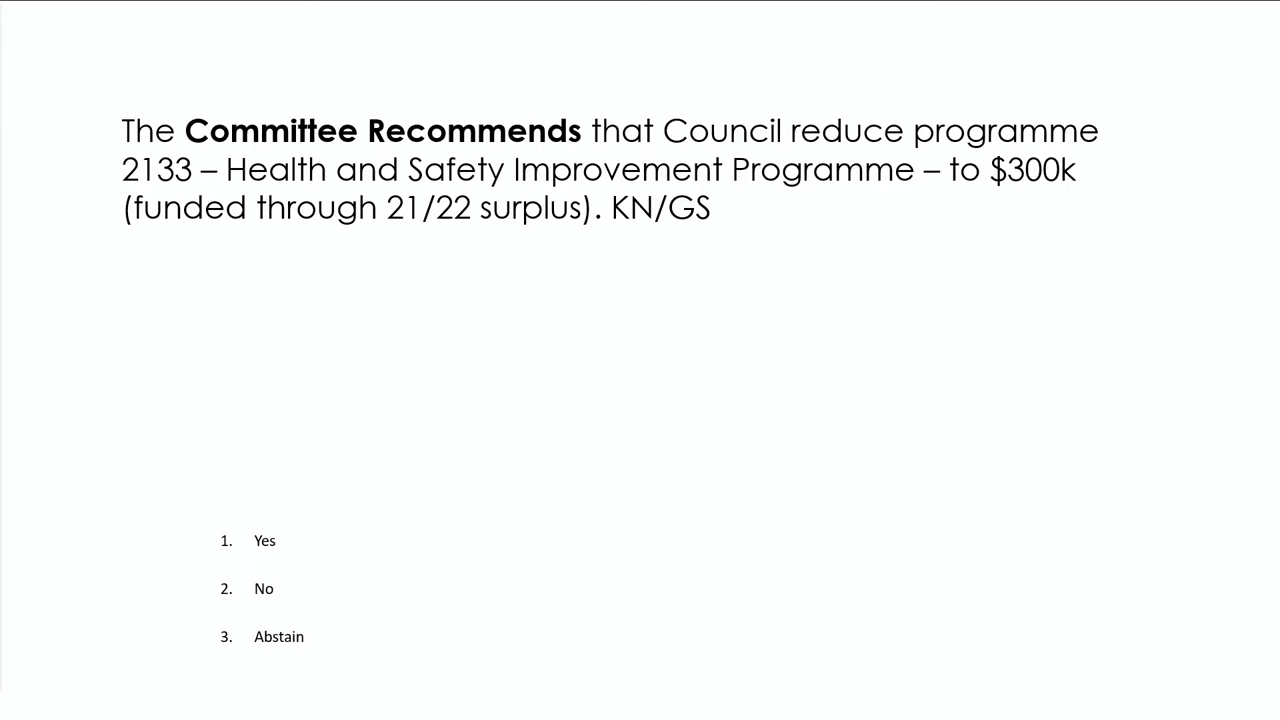 The Committee Recommends that Council reduce programme
2133 – Health and Safety Improvement Programme – to $300k
(funded through 21/22 surplus). KN/GS
1. Yes
2. No
3. Abstain